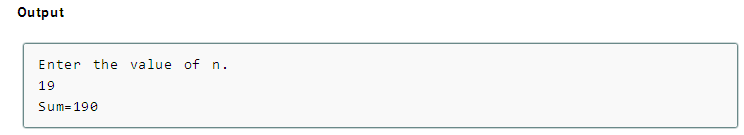 Output
Enter the value of n.
19
Sum=190